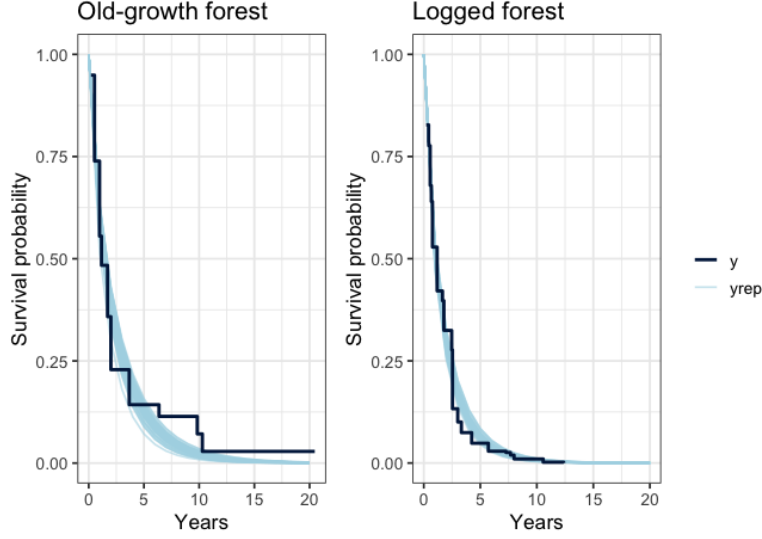 Old-growth forest
Survival probability
1.00
0.75
0.50
0.25
0.00
0 5 10 15 20
Years
Logged forest
Survival probability
1.00
0.75
0.50
0.25
0.00
0 5 10 15 20
Years
y
yrep